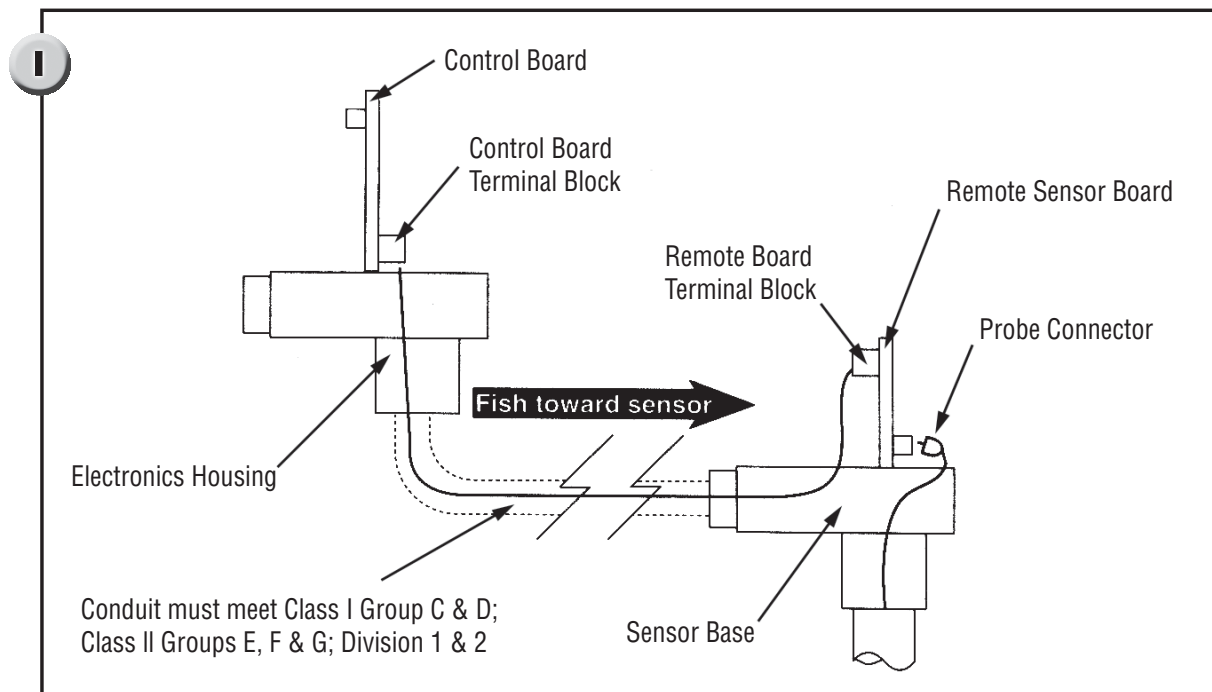 I
Control Board
Control Board
Terminal Block
Remote Sensor Board
Remote Board
Terminal Block
Probe Connector
Fish toward sensor
Electronics Housing
Conduit must meet Class I Group C & D;
Class II Groups E, F & G; Division 1 & 2
Sensor Base